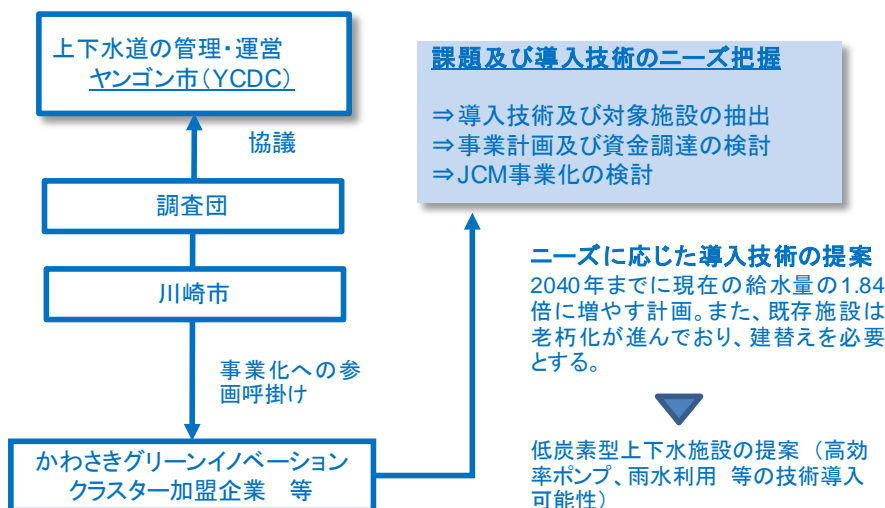 上下水道の管理・運営
ヤンゴン市(YCDC)
協議
調査団
川崎市
事業化への参
画呼掛け
かわさきグリーンイノベーション
クラスター加盟企業　等
課題及び導入技術のニーズ把握
⇒導入技術及び対象施設の抽出
⇒事業計画及び資金調達の検討
⇒JCM事業化の検討
ニーズに応じた導入技術の提案
2040年までに現在の給水量の1.84
倍に増やす計画。また、既存施設は
老朽化が進んでおり、建替えを必要
とする。
低炭素型上下水施設の提案（高効
率ポンプ、雨水利用 等の技術導入
可能性）